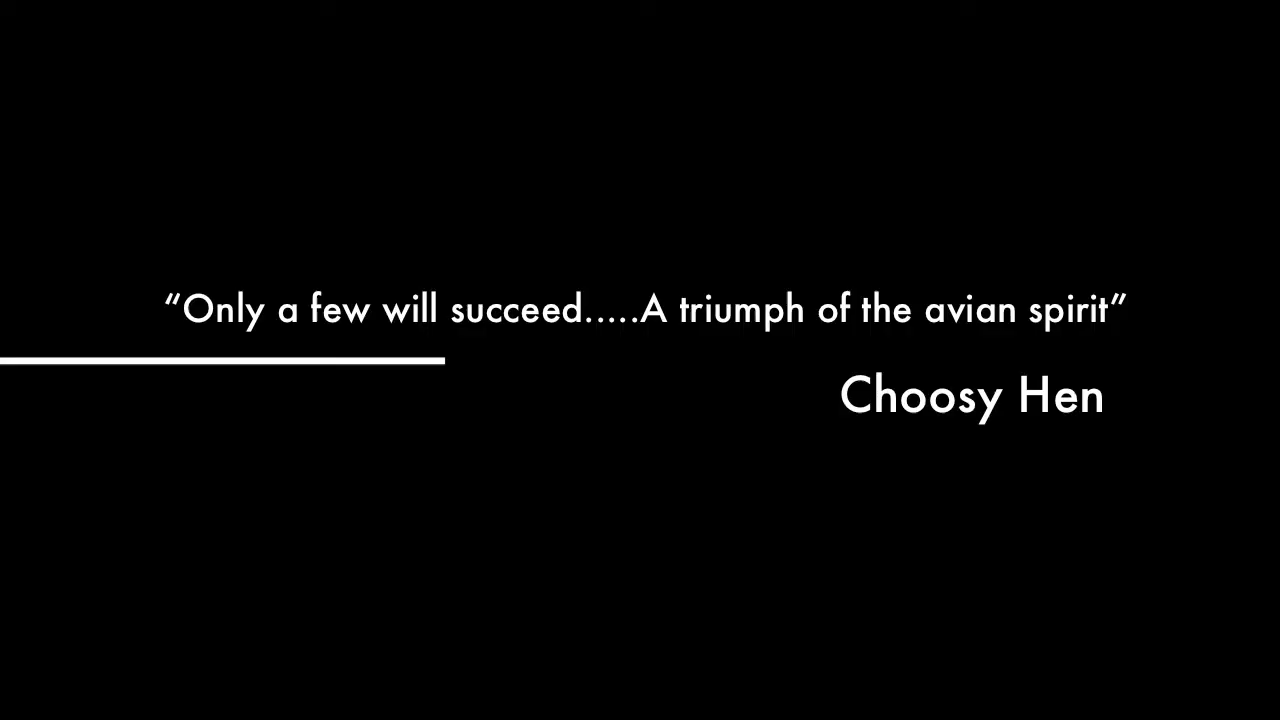 “Only a few will succeed.....A triumph of the avian spirit”
Choosy Hen